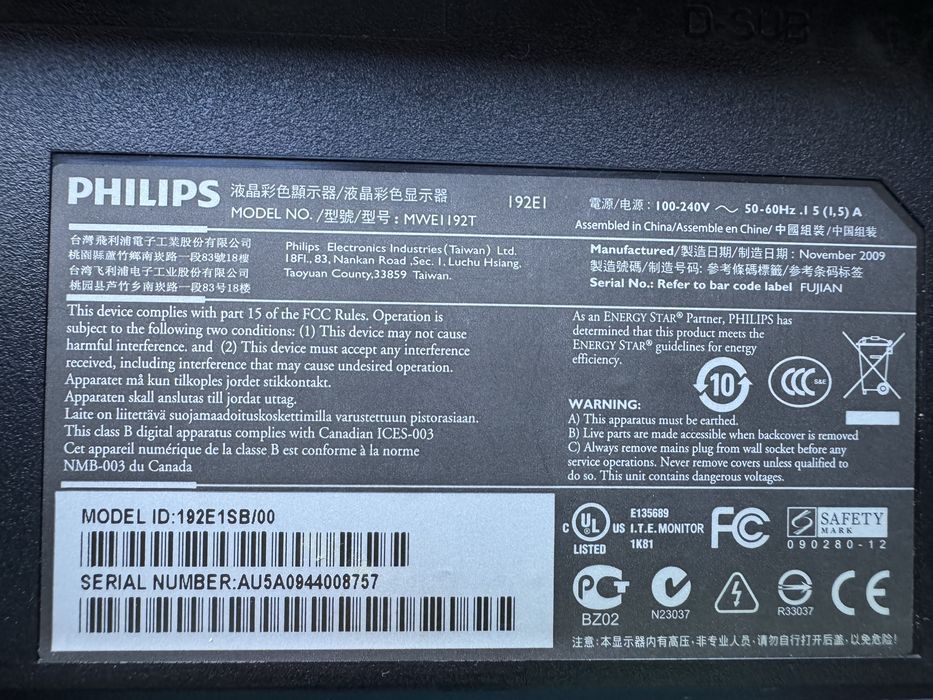 D-SUB
PHILIPS
液晶彩色顯示器/液晶彩色显示器
MODEL NO. /型號/型号 : MWE1192T
192E1
電源/电源 : 100-240V ～ 50-60Hz .1 5 (1,5) A
Assembled in China/Assemble en Chine/ 中國組裝/中国组装
台灣飛利浦電子工業股份有限公司
桃園縣蘆竹鄉南崁路一段83號18樓
台湾飞利浦电子工业股份有限公司
桃园县芦竹乡南崁路一段83号18楼
Philips Electronics Industries (Taiwan) Ltd.
18Fl., 83, Nankan Road ,Sec. 1, Luchu Hsiang,
Taoyuan County,33859 Taiwan.
Manufactured/製造日期/制造日期 : November 2009
製造號碼/制造号码: 參考條碼標籤/参考条码标签
Serial No.: Refer to bar code label FUJIAN
This device complies with part 15 of the FCC Rules. Operation is
subject to the following two conditions: (1) This device may not cause
harmful interference. and (2) This device must accept any interference
received, including interference that may cause undesired operation.
Apparatet må kun tilkoples jordet stikkontakt.
Apparaten skall anslutas till jordat uttag.
Laite on liitettävä suojamaadoituskoskettimilla varustettuun pistorasiaan.
This class B digital apparatus complies with Canadian ICES-003
Cet appareil numérique de la classe B est conforme à la norme
NMB-003 du Canada
As an ENERGY STAR® Partner, PHILIPS has
determined that this product meets the
ENERGY STAR® guidelines for energy
efficiency.
10
CCC S&E
WARNING:
A) This apparatus must be earthed.
B) Live parts are made accessible when backcover is removed
C) Always remove mains plug from wall socket before any
service operations. Never remove covers unless qualified to
do so. This unit contains dangerous voltages.
MODEL ID:192E1SB/00
SERIAL NUMBER:AU5A0944008757
C UL US LISTED
E135689
I.T.E. MONITOR
1K81
FC
S SAFETY
MARK
090280-12
PCT
BZ02
N23037
R33037
CE
注意:本显示器内有高压·非专业人员·请勿自行打开后盖·以免危险!